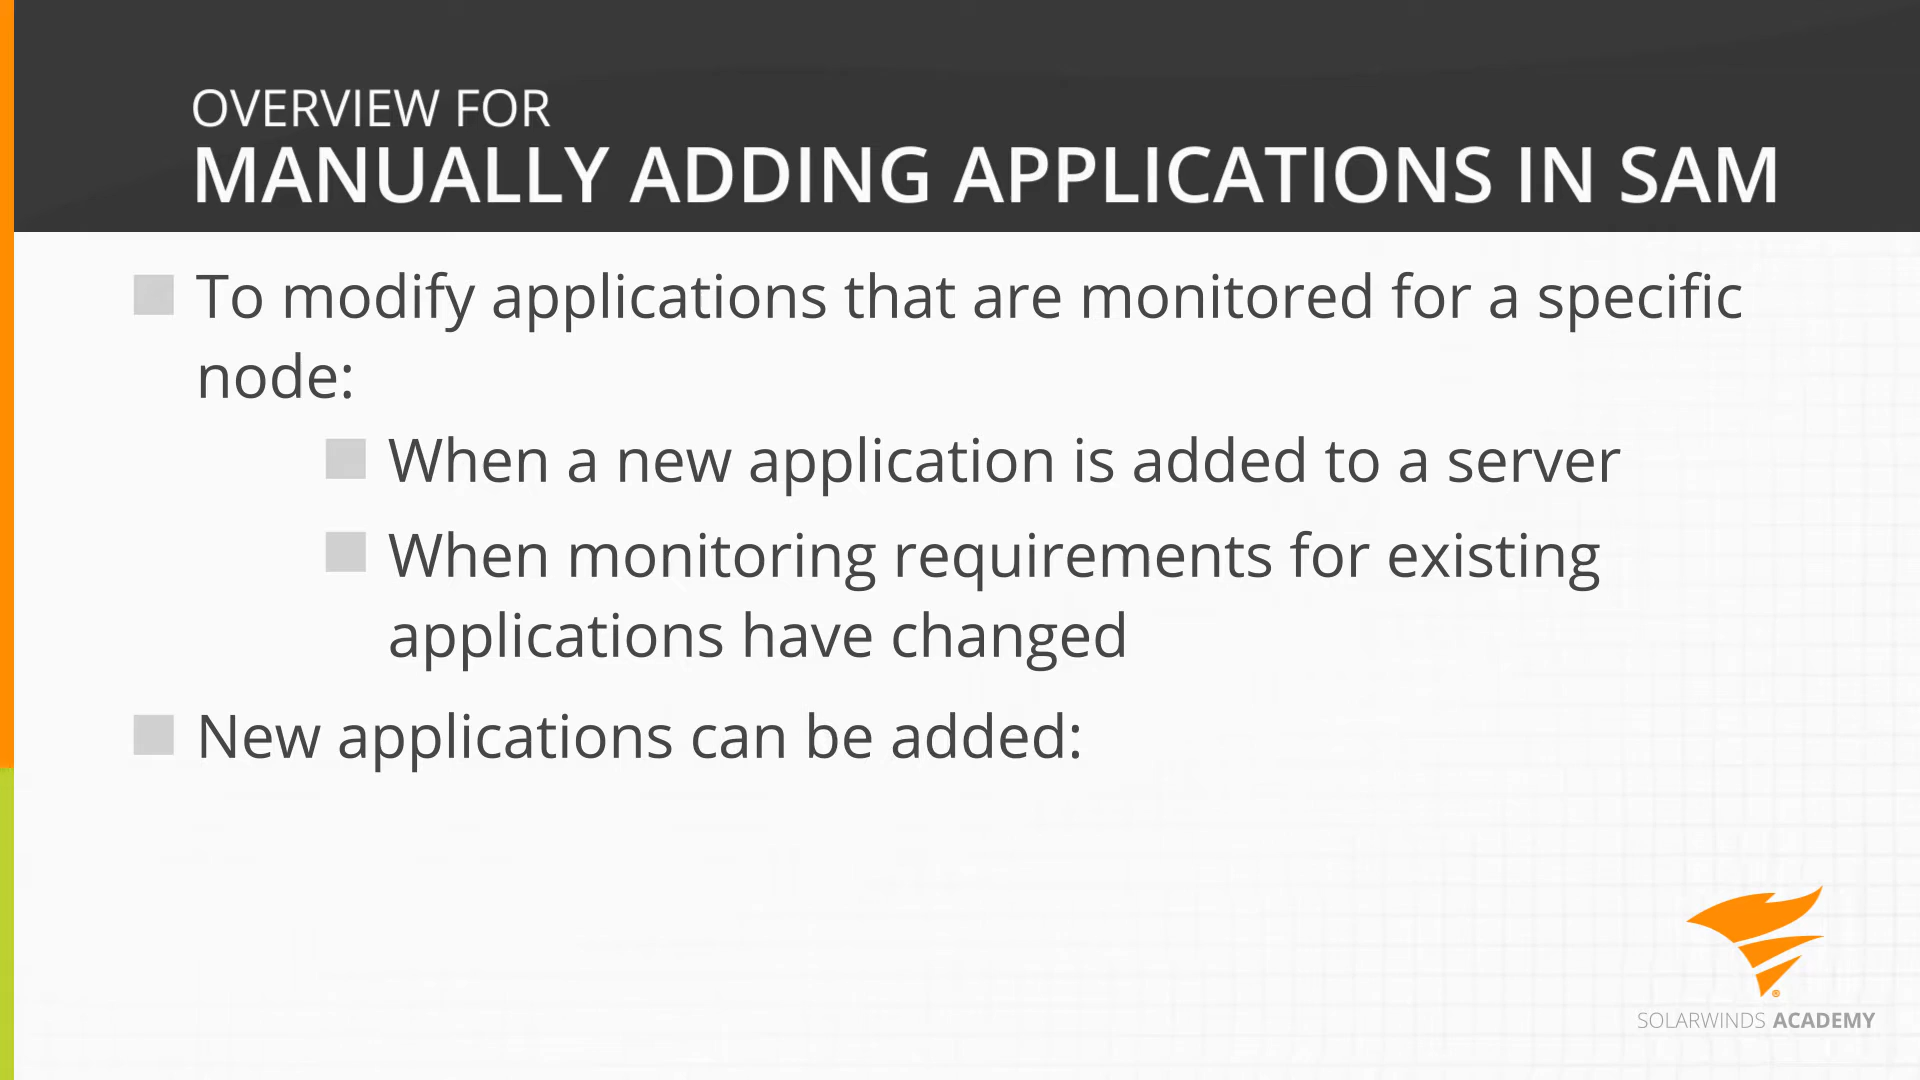 OVERVIEW FOR
MANUALLY ADDING APPLICATIONS IN SAM
To modify applications that are monitored for a specific
node:
When a new application is added to a server
When monitoring requirements for existing
applications have changed
New applications can be added:
®
SOLARWINDS ACADEMY